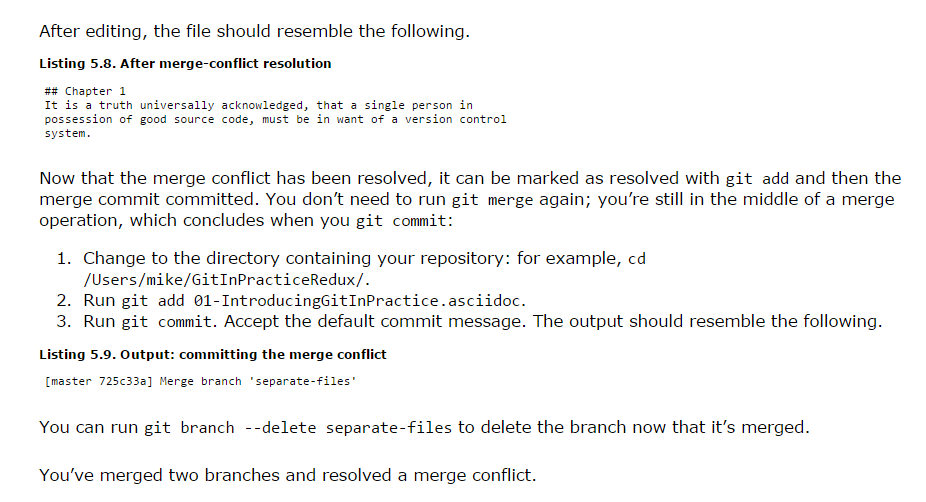 After editing, the file should resemble the following.
Listing 5.8. After merge-conflict resolution
## Chapter 1
It is a truth universally acknowledged, that a single person in
possession of good source code, must be in want of a version control
system.
Now that the merge conflict has been resolved, it can be marked as resolved with git add and then the
merge commit committed. You don’t need to run git merge again; you’re still in the middle of a merge
operation, which concludes when you git commit:
1. Change to the directory containing your repository: for example, cd
/Users/mike/GitInPracticeRedux/.
2. Run git add 01-IntroducingGitInPractice.asciidoc.
3. Run git commit. Accept the default commit message. The output should resemble the following.
Listing 5.9. Output: committing the merge conflict
[master 725c33a] Merge branch 'separate-files'
You can run git branch --delete separate-files to delete the branch now that it’s merged.
You’ve merged two branches and resolved a merge conflict.